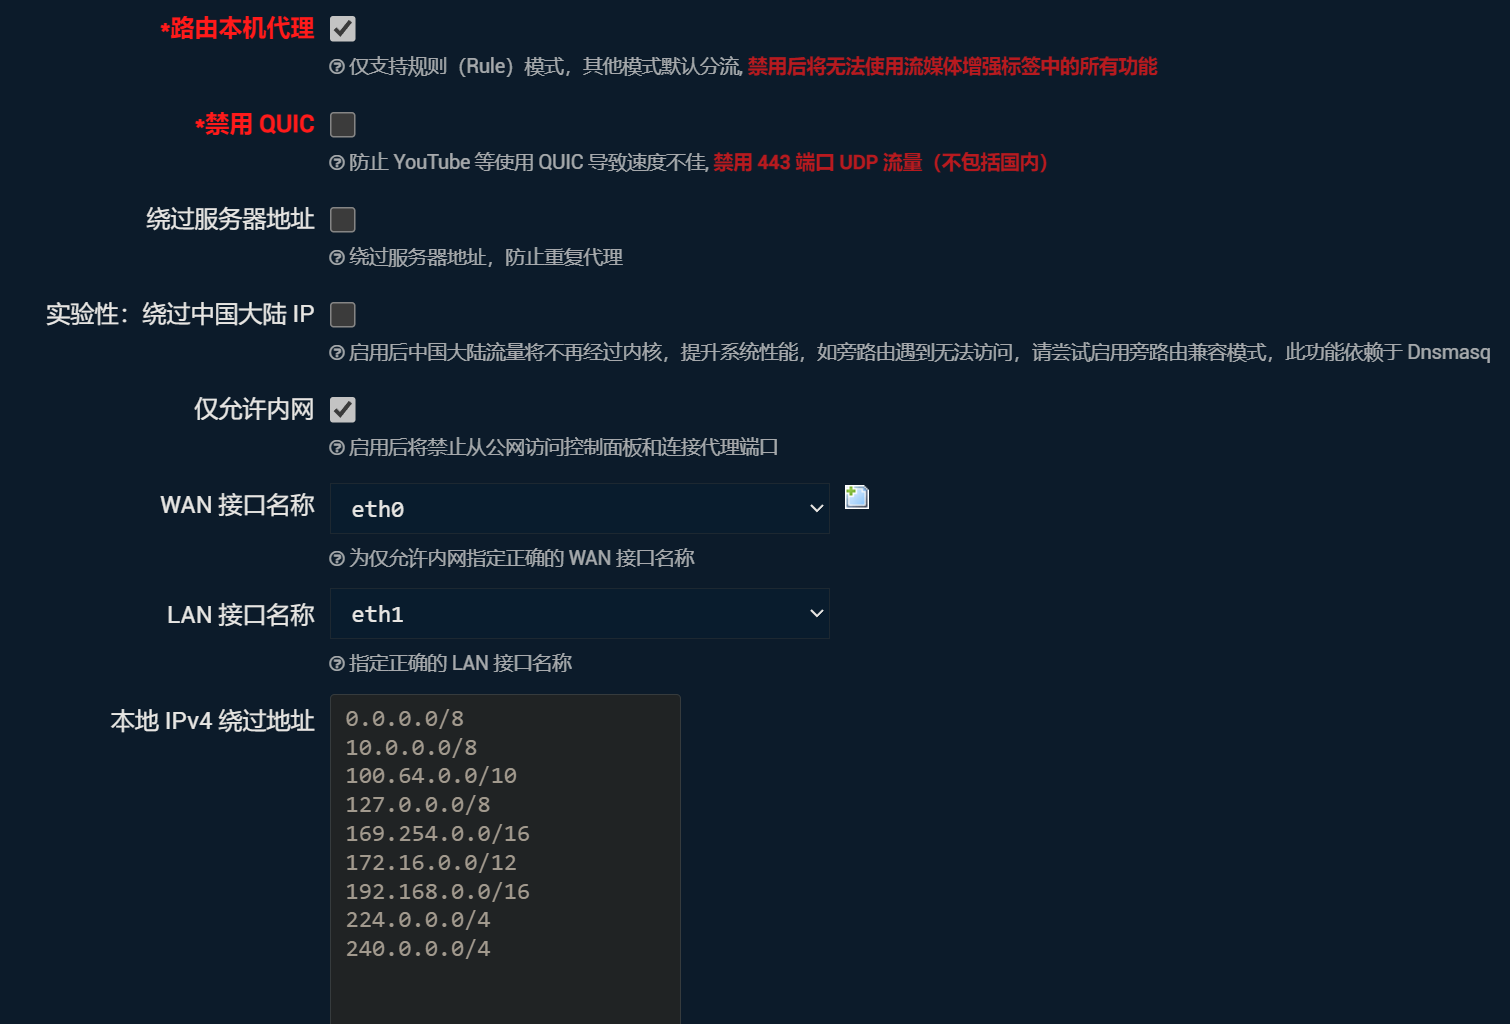 *路由本机代理
仅支持规则（Rule）模式，其他模式默认分流, 禁用后将无法使用流媒体增强标签中的所有功能
*禁用 QUIC
防止 YouTube 等使用 QUIC 导致速度不佳, 禁用 443 端口 UDP 流量（不包括国内）
绕过服务器地址
绕过服务器地址，防止重复代理
实验性：绕过中国大陆 IP
启用后中国大陆流量将不再经过内核，提升系统性能，如旁路由遇到无法访问，请尝试启用旁路由兼容模式，此功能依赖于 Dnsmasq
仅允许内网
启用后将禁止从公网访问控制面板和连接代理端口
WAN 接口名称
eth0
为仅允许内网指定正确的 WAN 接口名称
LAN 接口名称
eth1
指定正确的 LAN 接口名称
本地 IPv4 绕过地址
0.0.0.0/8
10.0.0.0/8
100.64.0.0/10
127.0.0.0/8
169.254.0.0/16
172.16.0.0/12
192.168.0.0/16
224.0.0.0/4
240.0.0.0/4